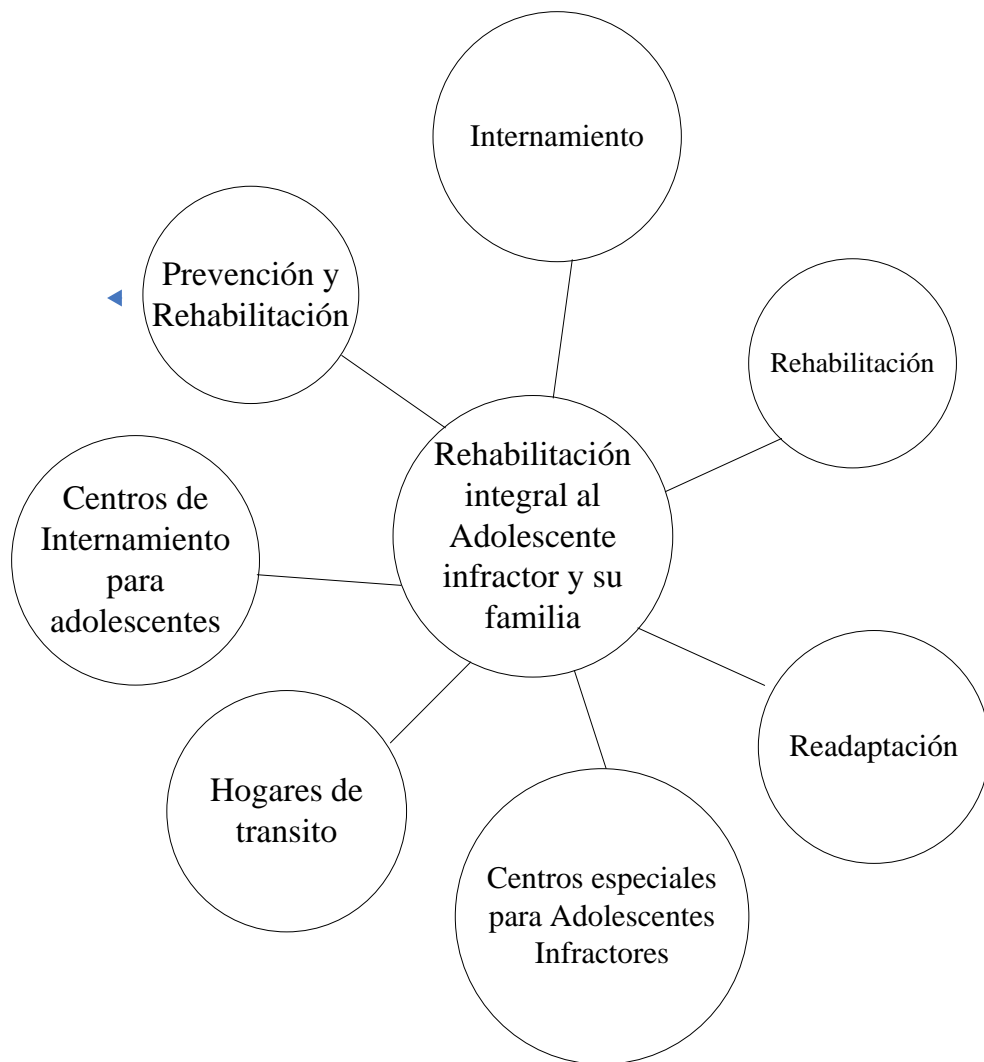 Internamiento
Prevención y
Rehabilitación
Rehabilitación
Rehabilitación
integral al
Adolescente
infractor y su
familia
Centros de
Internamiento
para
adolescentes
Readaptación
Hogares de
transito
Centros especiales
para Adolescentes
Infractores